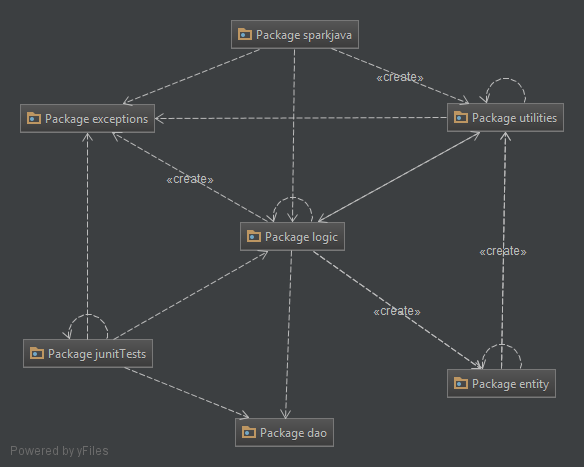 Package sparkjava
«create»
Package exceptions
Package utilities
«create»
Package logic
«create»
«create»
Package junitTests
Package entity
Package dao
Powered by yFiles